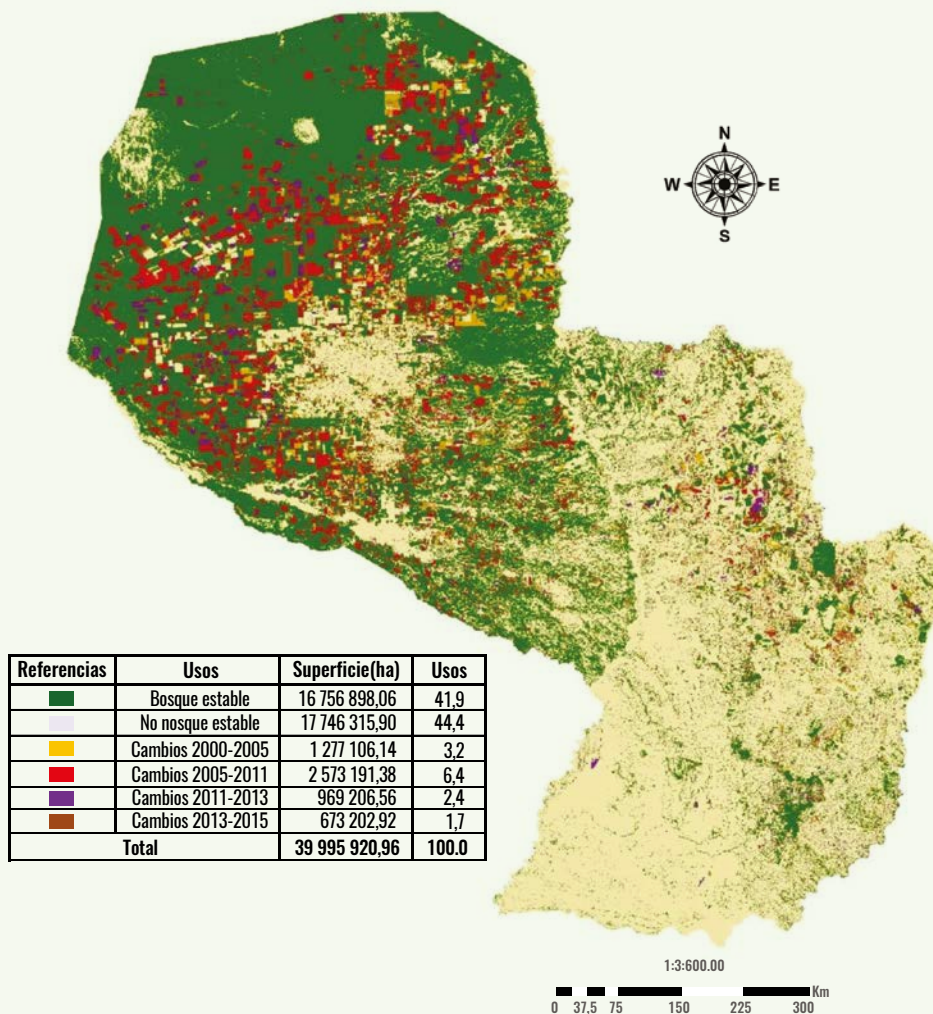 N
W E
S
Referencias Usos Superficie(ha) Usos
Bosque estable 16 756 898,06 41,9
No nosque estable 17 746 315,90 44,4
Cambios 2000-2005 1 277 106,14 3,2
Cambios 2005-2011 2 573 191,38 6,4
Cambios 2011-2013 969 206,56 2,4
Cambios 2013-2015 673 202,92 1,7
Total 39 995 920,96 100.0
1:3:600.00
Km
0 37,5 75 150 225 300